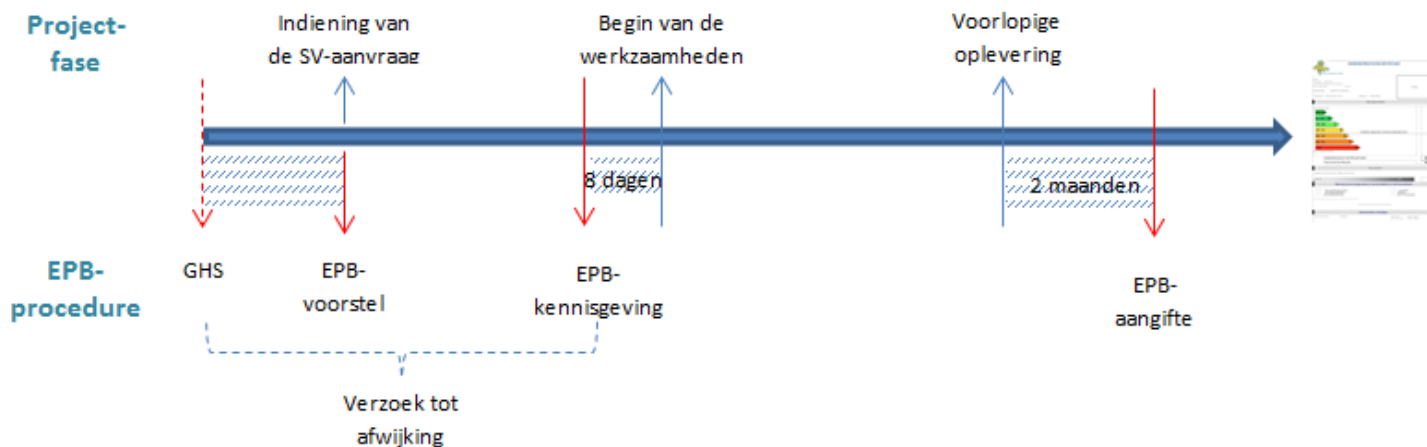 Project-
fase
Indiening van
de SV-aanvraag
Begin van de
werkzaamheden
Voorlopige
oplevering
8 dagen
2 maanden
EPB-
procedure
GHS
EPB-
voorstel
EPB-
kennisgeving
EPB-
aangifte
Verzoek tot
afwijking